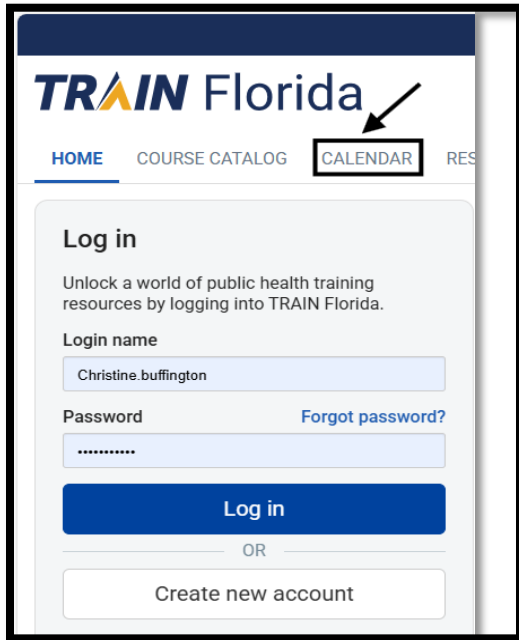 TRAIN Florida
HOME COURSE CATALOG CALENDAR RES
Log in
Unlock a world of public health training
resources by logging into TRAIN Florida.
Login name
Christine.buffington
Password Forgot password?
•••••••••••
Log in
OR
Create new account